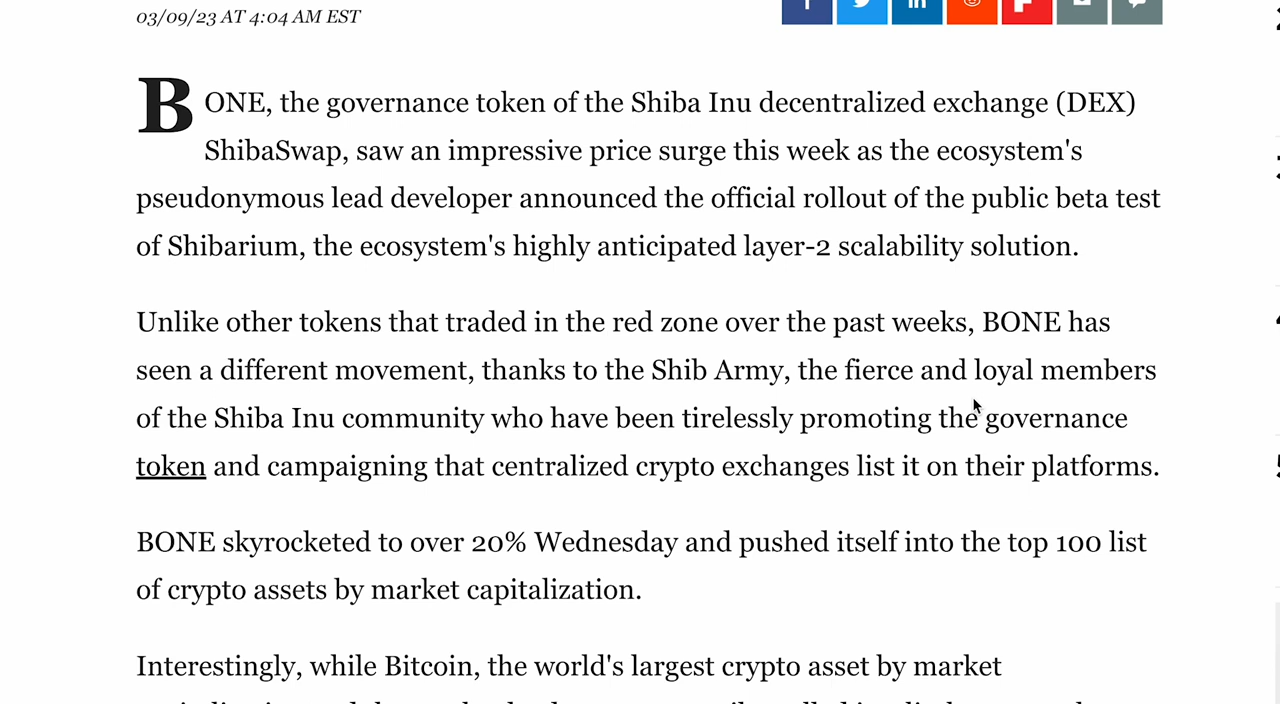 03/09/23 AT 4:04 AM EST
BONE, the governance token of the Shiba Inu decentralized exchange (DEX)
ShibaSwap, saw an impressive price surge this week as the ecosystem's
pseudonymous lead developer announced the official rollout of the public beta test
of Shibarium, the ecosystem's highly anticipated layer-2 scalability solution.
Unlike other tokens that traded in the red zone over the past weeks, BONE has
seen a different movement, thanks to the Shib Army, the fierce and loyal members
of the Shiba Inu community who have been tirelessly promoting the governance
token and campaigning that centralized crypto exchanges list it on their platforms.
BONE skyrocketed to over 20% Wednesday and pushed itself into the top 100 list
of crypto assets by market capitalization.
Interestingly, while Bitcoin, the world's largest crypto asset by market